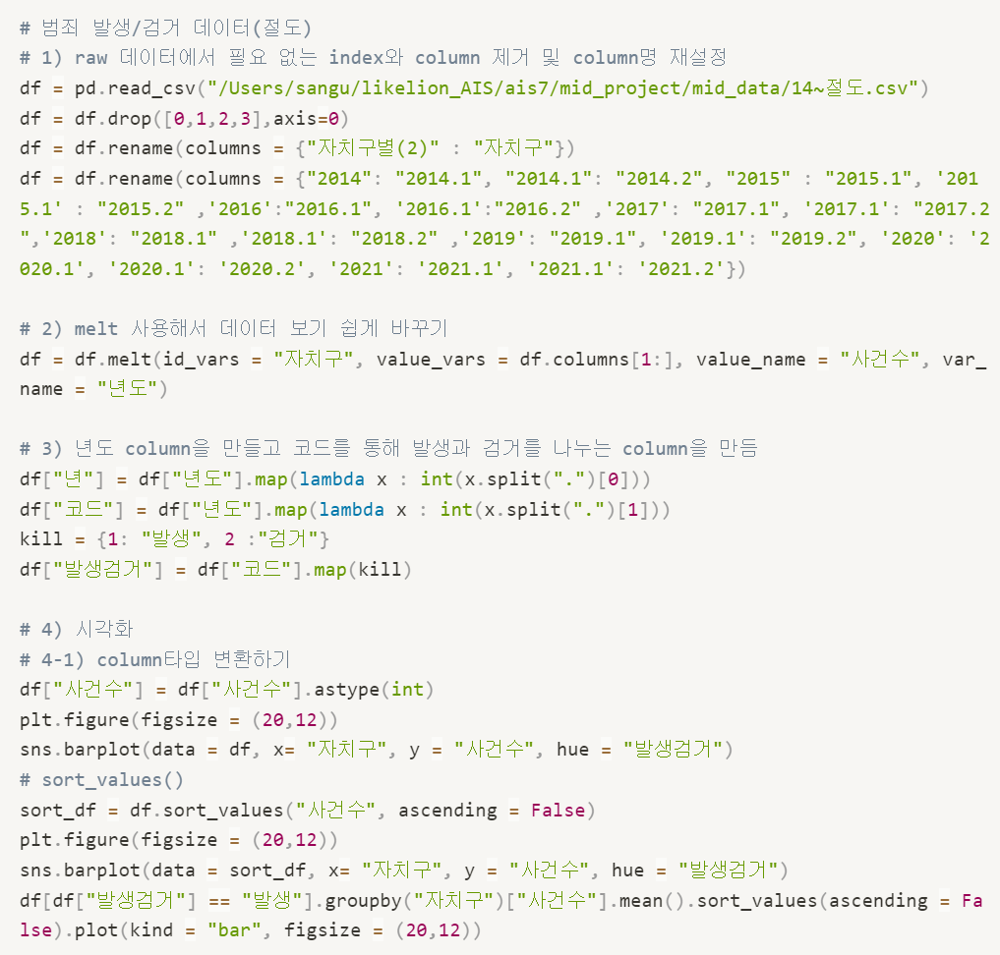 # 범죄 발생/검거 데이터(절도)
# 1) raw 데이터에서 필요 없는 index와 column 제거 및 column명 재설정
df = pd.read_csv("/Users/sangu/likelion_AIS/ais7/mid_project/mid_data/14~절도.csv")
df = df.drop([0,1,2,3],axis=0)
df = df.rename(columns = {"자치구별(2)" : "자치구"})
df = df.rename(columns = {"2014": "2014.1", "2014.1": "2014.2", "2015" : "2015.1", '201
5.1' : "2015.2" ,'2016':"2016.1", '2016.1':"2016.2" ,'2017': "2017.1", '2017.1': "2017.2
",'2018': "2018.1" ,'2018.1': "2018.2" ,'2019': "2019.1", '2019.1': "2019.2", '2020': '2
020.1', '2020.1': '2020.2', '2021': '2021.1', '2021.1': '2021.2'})
# 2) melt 사용해서 데이터 보기 쉽게 바꾸기
df = df.melt(id_vars = "자치구", value_vars = df.columns[1:], value_name = "사건수", var_
name = "년도")
# 3) 년도 column을 만들고 코드를 통해 발생과 검거를 나누는 column을 만듬
df["년"] = df["년도"].map(lambda x : int(x.split(".")[0]))
df["코드"] = df["년도"].map(lambda x : int(x.split(".")[1]))
kill = {1: "발생", 2 :"검거"}
df["발생검거"] = df["코드"].map(kill)
# 4) 시각화
# 4-1) column타입 변환하기
df["사건수"] = df["사건수"].astype(int)
plt.figure(figsize = (20,12))
sns.barplot(data = df, x= "자치구", y = "사건수", hue = "발생검거")
# sort_values()
sort_df = df.sort_values("사건수", ascending = False)
plt.figure(figsize = (20,12))
sns.barplot(data = sort_df, x= "자치구", y = "사건수", hue = "발생검거")
df[df["발생검거"] == "발생"].groupby("자치구")["사건수"].mean().sort_values(ascending = Fa
lse).plot(kind = "bar", figsize = (20,12))